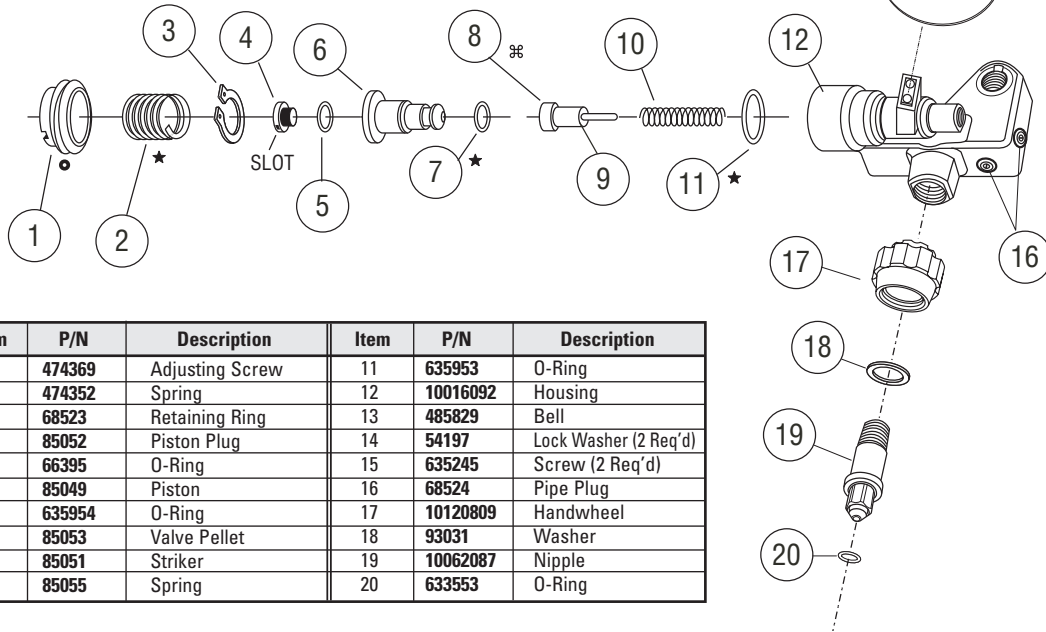 3
4
6
8
⌘
10
12
SLOT
★
★
★
1
2
5
7
9
11
16
17
18
19
20
P/N Description Item P/N Description
474369 Adjusting Screw 11 635953 O-Ring
474352 Spring 12 10016092 Housing
68523 Retaining Ring 13 485829 Bell
85052 Piston Plug 14 54197 Lock Washer (2 Req'd)
66395 O-Ring 15 635245 Screw (2 Req'd)
85049 Piston 16 68524 Pipe Plug
635954 O-Ring 17 10120809 Handwheel
85053 Valve Pellet 18 93031 Washer
85051 Striker 19 10062087 Nipple
85055 Spring 20 633553 O-Ring